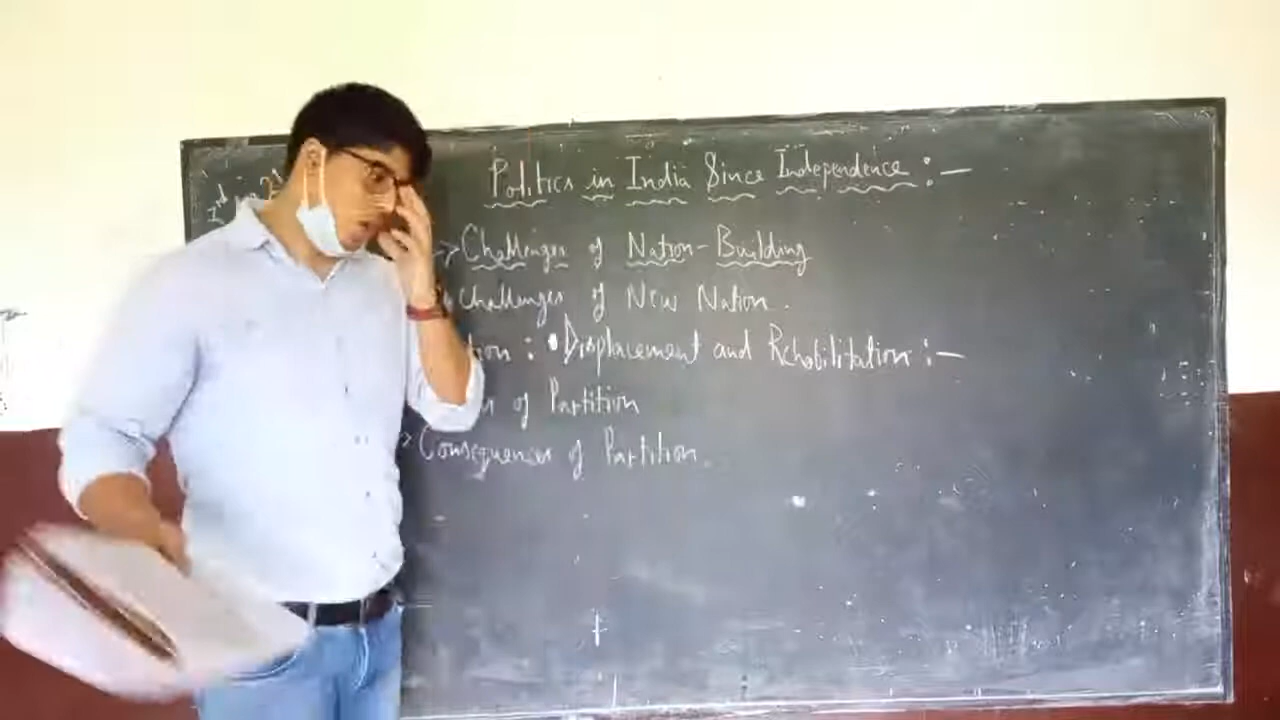 Politics in India Since Independence :-
Challenges of Nation-Building
Challenges of New Nation.
tion : • Displacement and Rehabilitation :-
of Partition
> Consequences of Partition.